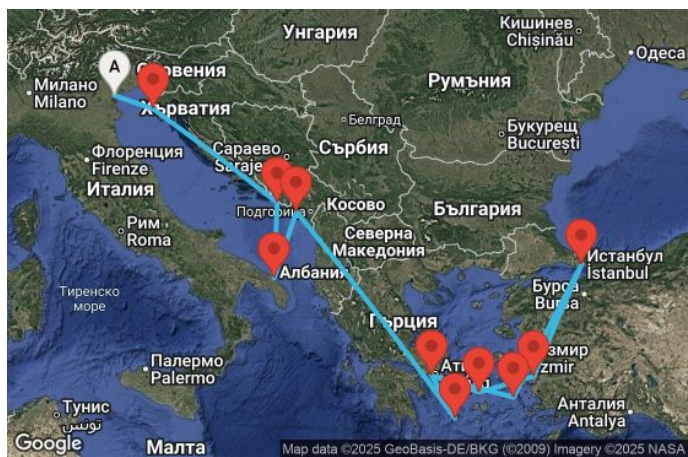 Кишинев
Chișinău
Унгария
Одеса
A
Словения
Милано
Milano
Хърватия
Румъния
Белград
Букурещ
București
Флоренция
Firenze
Сараево
Сърбия
Италия
Подгорица
Косово
България
Рим
Roma
Северна
Македония
Албания
Истанбул
İstanbul
Бурса
Bursa
Тиренско
море
Гърция
Измир
Izmir
Палермо
Palermo
Анталия
Antalya
Тунис
تونس
Google
Малта
Map data ©2025 GeoBasis-DE/BKG (©2009) Imagery ©2025 NASA